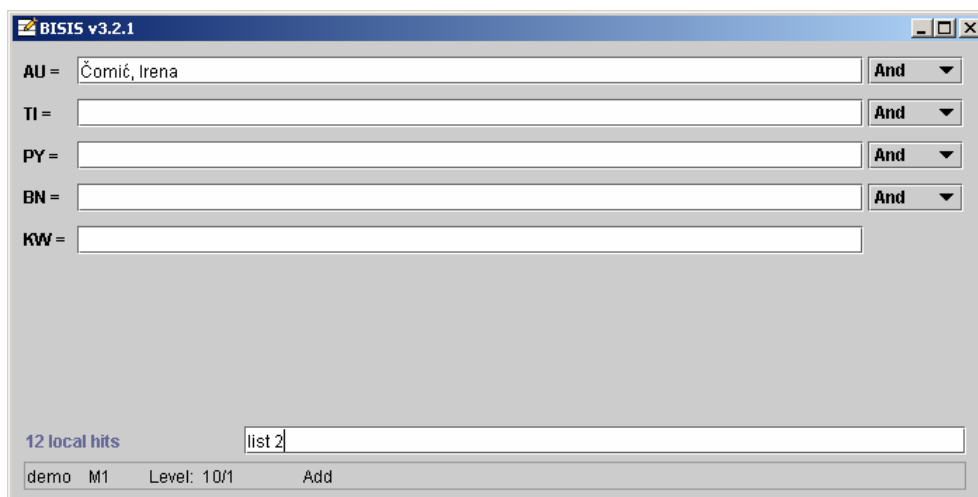 BISIS v3.2.1
AU = Čomić, Irena And
TI = And
PY = And
BN = And
KW =
12 local hits list 2
demo M1 Level: 10/1 Add